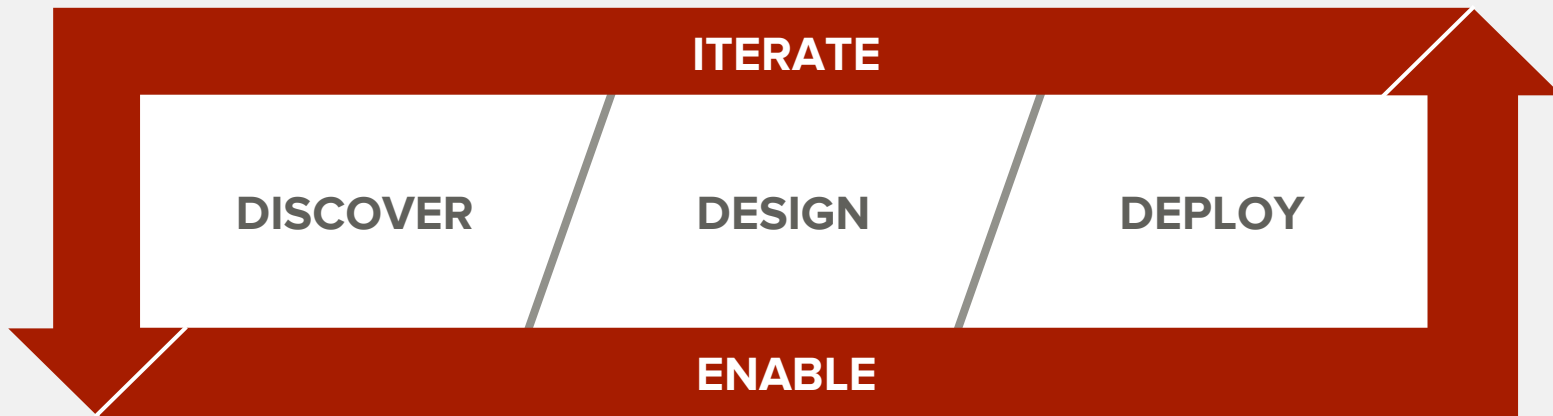 ITERATE
DISCOVER
DESIGN
DEPLOY
ENABLE